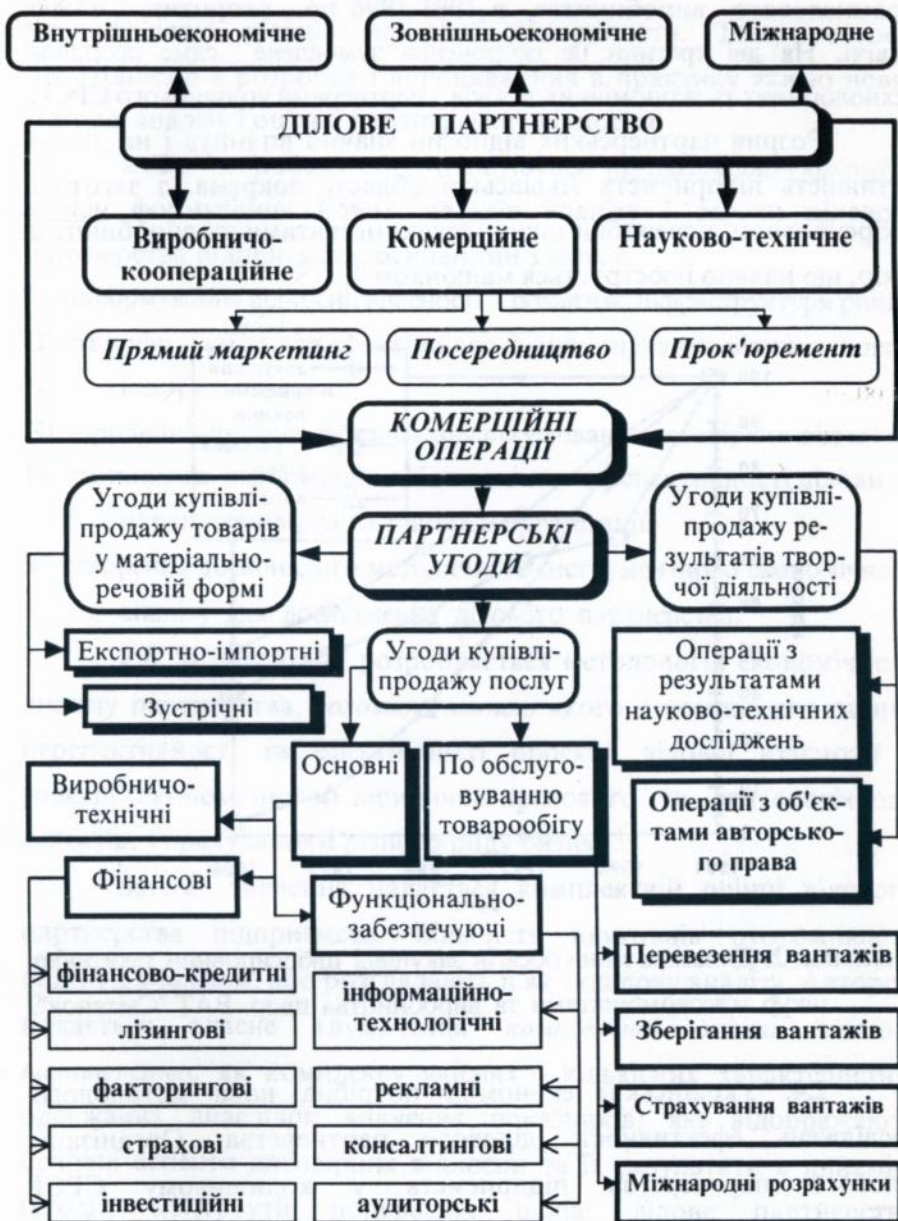 Внутрішньоекономічне
Зовнішньоекономічне
Міжнародне
ДІЛОВЕ ПАРТНЕРСТВО
Виробничо-
коопераційне
Комерційне
Науково-технічне
Прямий маркетинг
Посередництво
Прок'юремент
КОМЕРЦІЙНІ
ОПЕРАЦІЇ
Угоди купівлі-
продажу товарів
у матеріально-
речовій формі
ПАРТНЕРСЬКІ
УГОДИ
Угоди купівлі-
продажу ре-
зультатів твор-
чої діяльності
Експортно-імпортні
Зустрічні
Угоди купівлі-
продажу послуг
Операції з
результатами
науково-технічних
досліджень
Виробничо-
технічні
Основні
По обслуго-
вуванню
товарообігу
Операції з об'єк-
тами авторсько-
го права
Фінансові
Функціонально-
забезпечуючі
фінансово-кредитні
лізингові
факторингові
страхові
інвестиційні
інформаційно-
технологічні
рекламні
консалтингові
аудиторські
Перевезення вантажів
Зберігання вантажів
Страхування вантажів
Міжнародні розрахунки